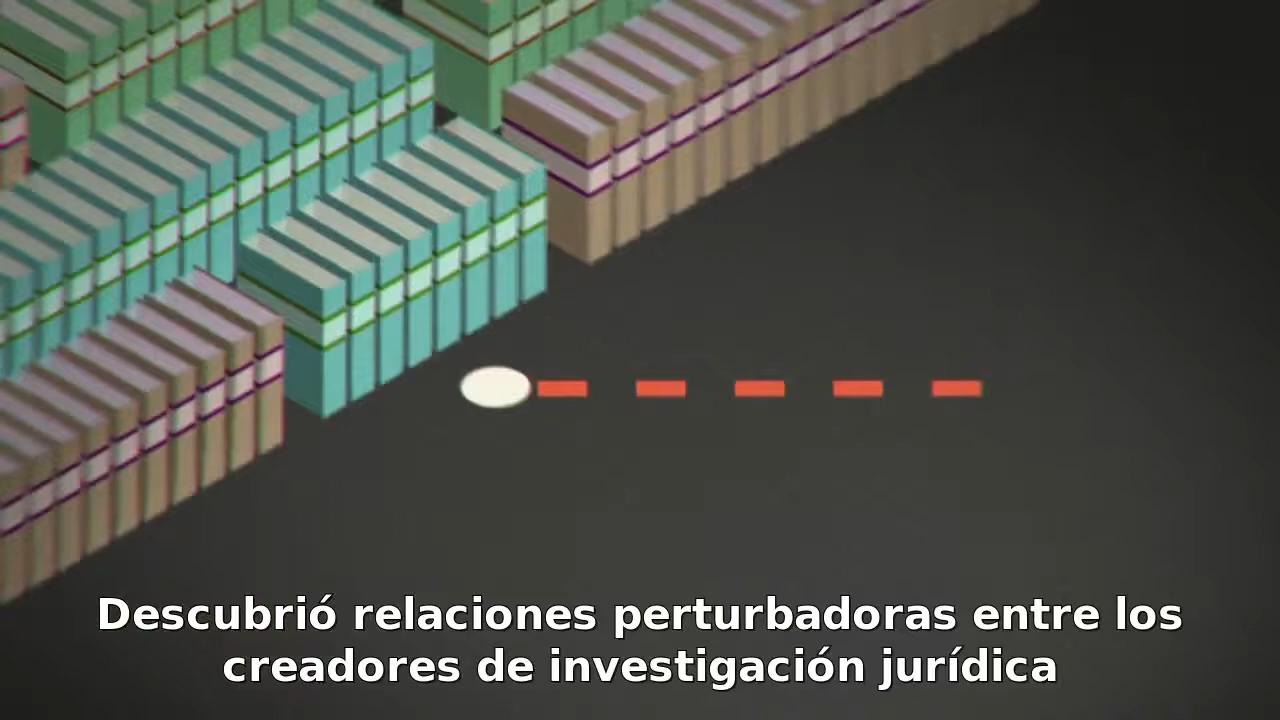 Descubrió relaciones perturbadoras entre los
creadores de investigación jurídica